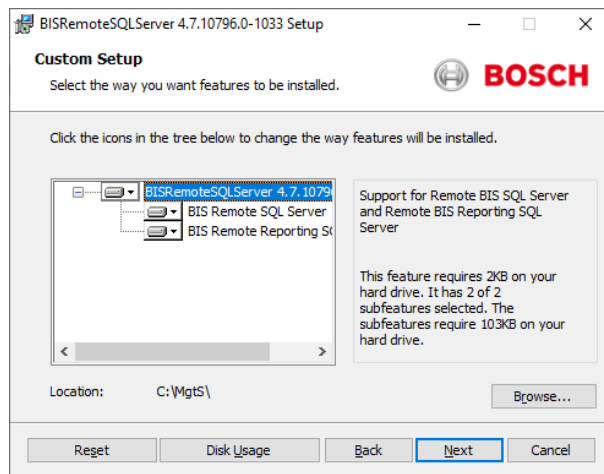 BISRemoteSQLServer 4.7.10796.0-1033 Setup
Custom Setup
Select the way you want features to be installed.
BOSCH
Click the icons in the tree below to change the way features will be installed.
BISRemoteSQLServer 4.7.1079
BIS Remote SQL Server
BIS Remote Reporting S
Support for Remote BIS SQL Server
and Remote BIS Reporting SQL
Server
This feature requires 2KB on your
hard drive. It has 2 of 2
subfeatures selected. The
subfeatures require 103KB on your
hard drive.
Location: C:\MgtS\
Browse...
Reset Disk Usage Back Next Cancel